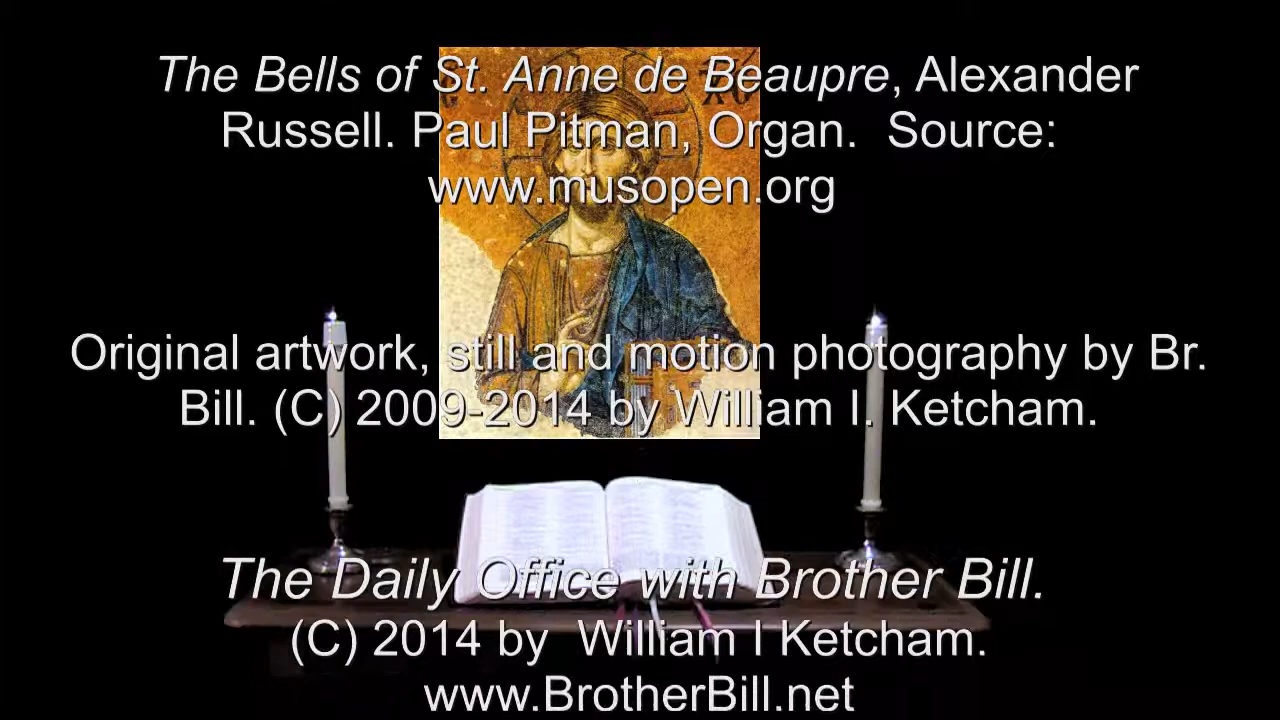 The Bells of St. Anne de Beaupre, Alexander
Russell. Paul Pitman, Organ.  Source:
www.musopen.org
Original artwork, still and motion photography by Br.
Bill. (C) 2009-2014 by William I. Ketcham.
The Daily Office with Brother Bill.
(C) 2014 by  William I Ketcham.
www.BrotherBill.net